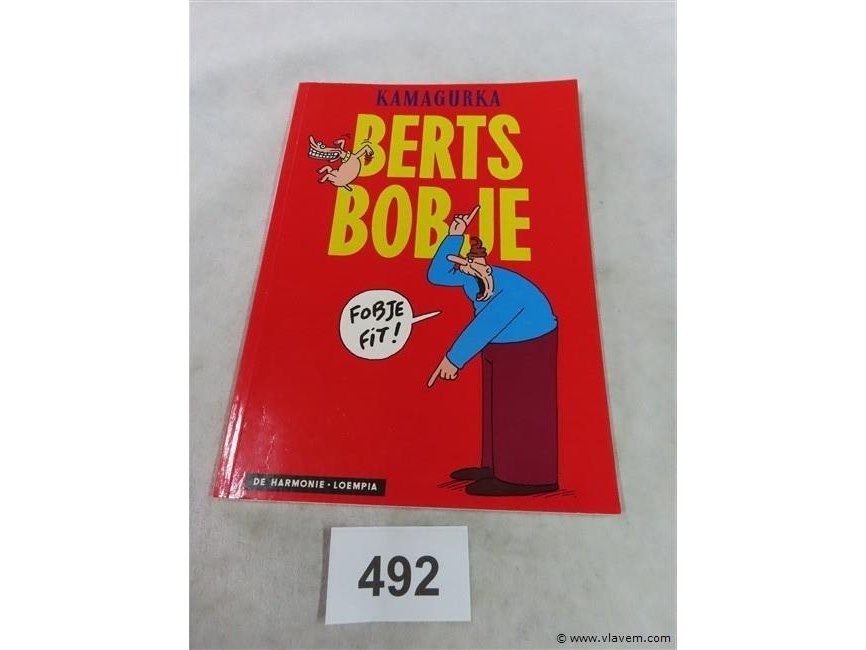 KAMAGURKA
BERTS
BOBJE
FOBJE
FiT!
DE HARMONIE · LOEMPIA
492
© www.vlavem.com